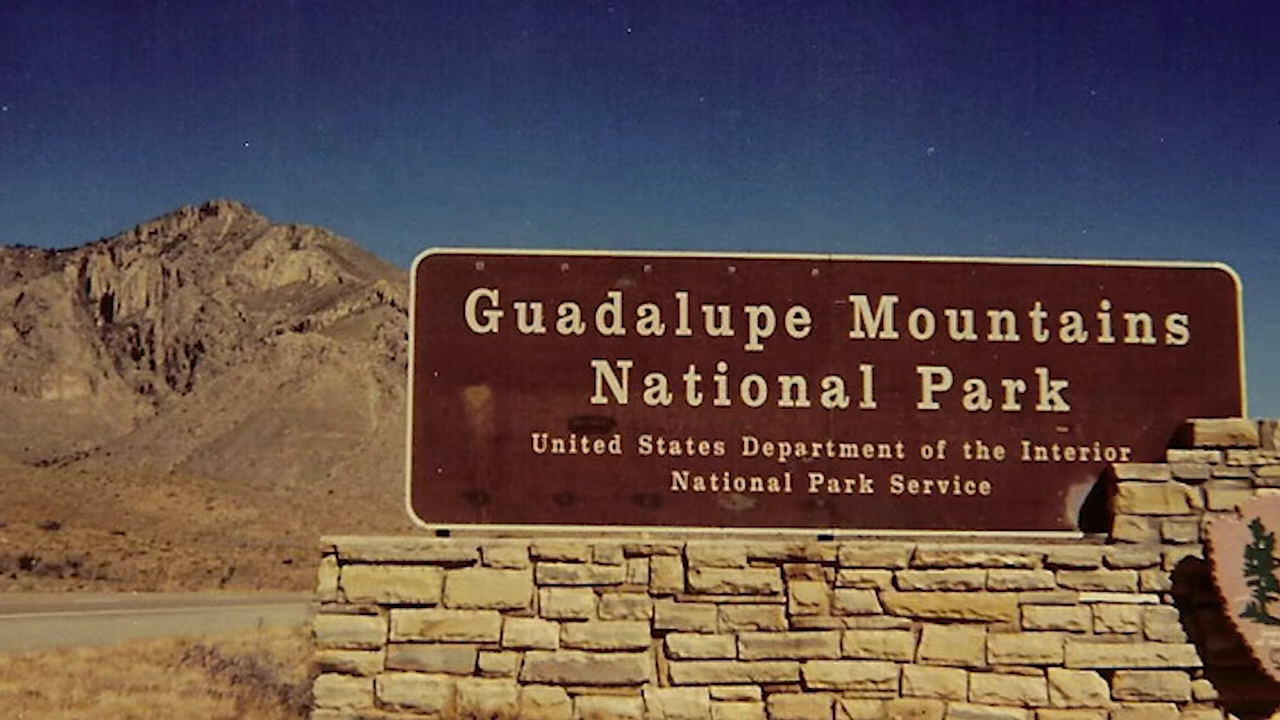 Guadalupe Mountains
National Park
United States Department of the Interior
National Park Service